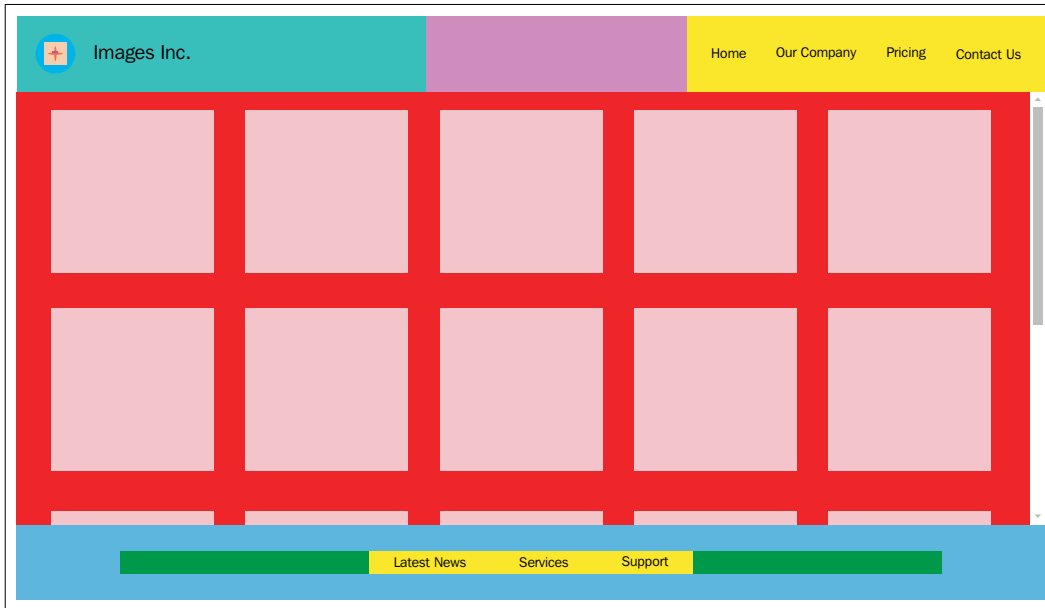 Images Inc.
Home Our Company Pricing Contact Us
Latest News Services Support